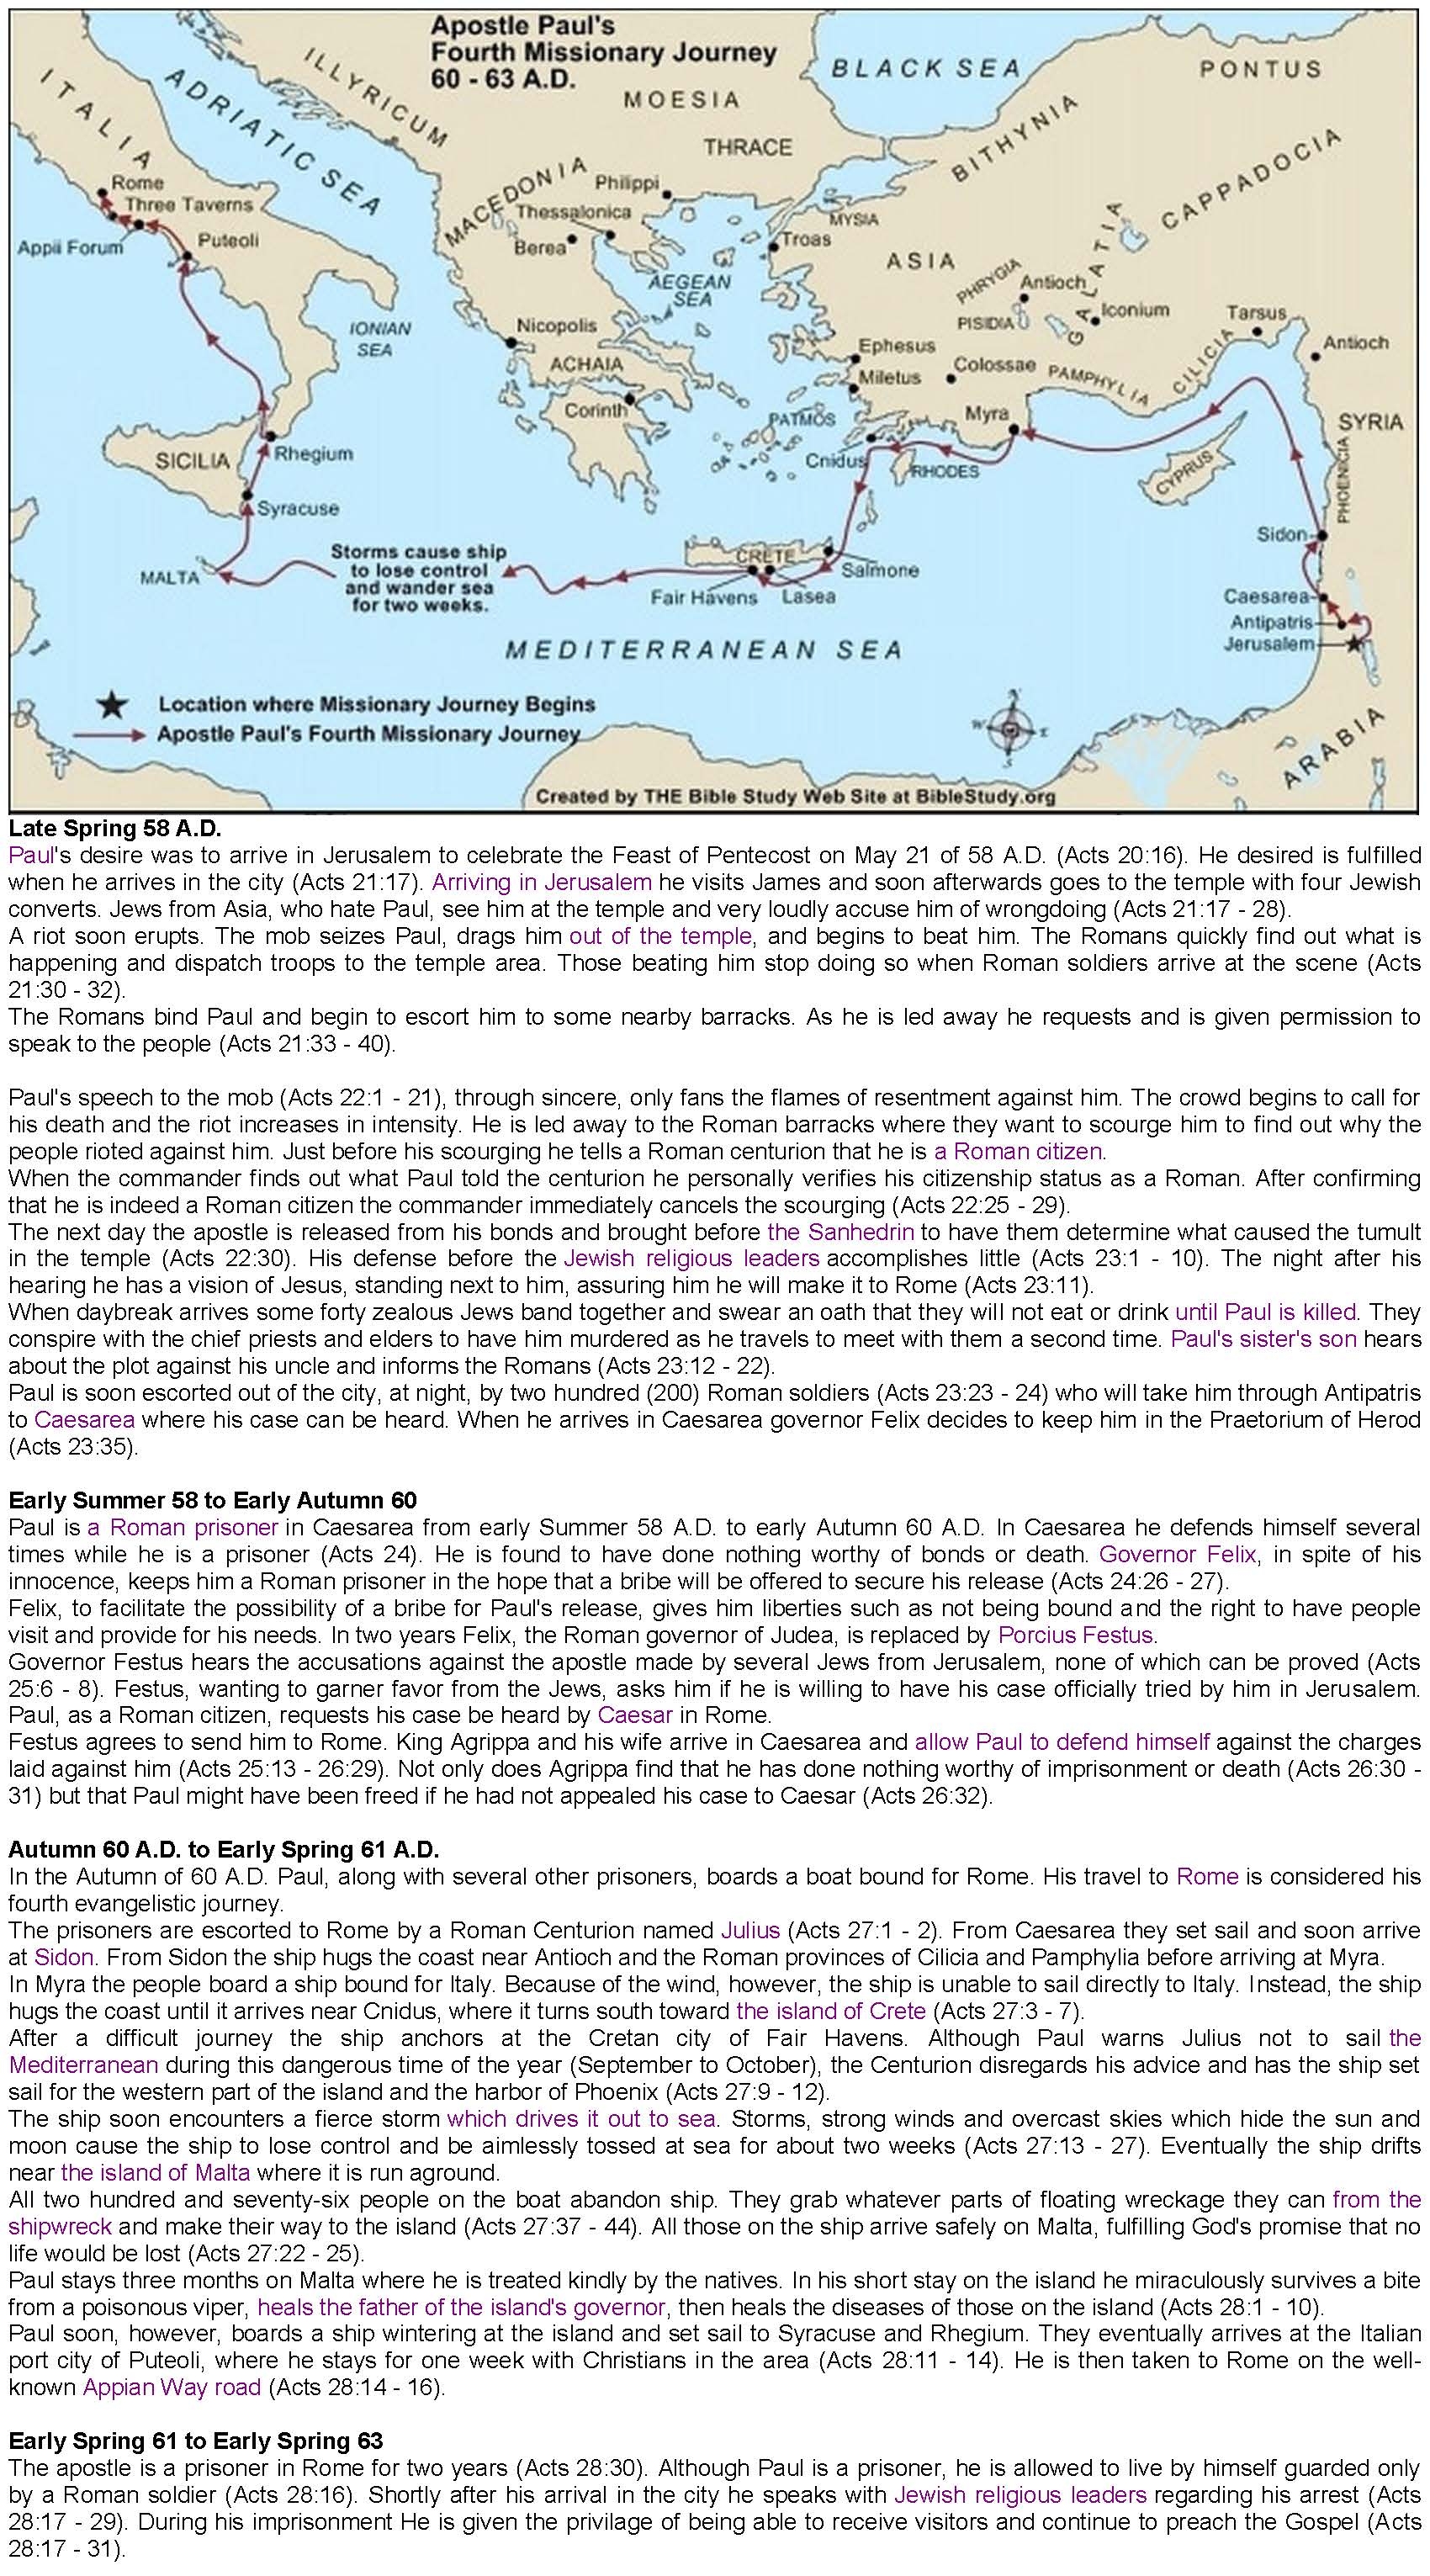 Apostle Paul's
Fourth Missionary Journey
60 - 63 A.D.
BLACK SEA
PONTUS
ITALIA
ADRIATIC SEA
ILLYRICUM
MOESIA
THRACE
BITHYNIA
CAPPADOCIA
MACEDONIA
Philippi
Rome
Three Taverns
Thessalonica
MYSIA
GALATIA
Appii Forum
Puteoli
Berea
Troas
ASIA
AEGEAN
SEA
PHRYGIA
Antioch
Iconium
Tarsus
IONIAN
SEA
Nicopolis
PISIDIA
CILICIA
Antioch
ACHAIA
Ephesus
Colossae
PAMPHYLIA
Miletus
Corinth
PATMOS
Myra
SYRIA
SICILIA
Rhegium
Cnidus
RHODES
CYPRUS
PHOENICIA
Syracuse
Sidon
MALTA
Storms cause ship
to lose control
and wander sea
for two weeks.
CRETE
Salmone
Fair Havens
Lasea
Caesarea
Antipatris
Jerusalem
MEDITERRANEAN SEA
Location where Missionary Journey Begins
Apostle Paul's Fourth Missionary Journey
N
W
E
S
ARABIA
Created by THE Bible Study Web Site at BibleStudy.org
Late Spring 58 A.D.
Paul's desire was to arrive in Jerusalem to celebrate the Feast of Pentecost on May 21 of 58 A.D. (Acts 20:16). He desired is fulfilled
when he arrives in the city (Acts 21:17). Arriving in Jerusalem he visits James and soon afterwards goes to the temple with four Jewish
converts. Jews from Asia, who hate Paul, see him at the temple and very loudly accuse him of wrongdoing (Acts 21:17 - 28).
A riot soon erupts. The mob seizes Paul, drags him out of the temple, and begins to beat him. The Romans quickly find out what is
happening and dispatch troops to the temple area. Those beating him stop doing so when Roman soldiers arrive at the scene (Acts
21:30 - 32).
The Romans bind Paul and begin to escort him to some nearby barracks. As he is led away he requests and is given permission to
speak to the people (Acts 21:33 - 40).
Paul's speech to the mob (Acts 22:1 - 21), through sincere, only fans the flames of resentment against him. The crowd begins to call for
his death and the riot increases in intensity. He is led away to the Roman barracks where they want to scourge him to find out why the
people rioted against him. Just before his scourging he tells a Roman centurion that he is a Roman citizen.
When the commander finds out what Paul told the centurion he personally verifies his citizenship status as a Roman. After confirming
that he is indeed a Roman citizen the commander immediately cancels the scourging (Acts 22:25 - 29).
The next day the apostle is released from his bonds and brought before the Sanhedrin to have them determine what caused the tumult
in the temple (Acts 22:30). His defense before the Jewish religious leaders accomplishes little (Acts 23:1 - 10). The night after his
hearing he has a vision of Jesus, standing next to him, assuring him he will make it to Rome (Acts 23:11).
When daybreak arrives some forty zealous Jews band together and swear an oath that they will not eat or drink until Paul is killed. They
conspire with the chief priests and elders to have him murdered as he travels to meet with them a second time. Paul's sister's son hears
about the plot against his uncle and informs the Romans (Acts 23:12 - 22).
Paul is soon escorted out of the city, at night, by two hundred (200) Roman soldiers (Acts 23:23 - 24) who will take him through Antipatris
to Caesarea where his case can be heard. When he arrives in Caesarea governor Felix decides to keep him in the Praetorium of Herod
(Acts 23:35).
Early Summer 58 to Early Autumn 60
Paul is a Roman prisoner in Caesarea from early Summer 58 A.D. to early Autumn 60 A.D. In Caesarea he defends himself several
times while he is a prisoner (Acts 24). He is found to have done nothing worthy of bonds or death. Governor Felix, in spite of his
innocence, keeps him a Roman prisoner in the hope that a bribe will be offered to secure his release (Acts 24:26 - 27).
Felix, to facilitate the possibility of a bribe for Paul's release, gives him liberties such as not being bound and the right to have people
visit and provide for his needs. In two years Felix, the Roman governor of Judea, is replaced by Porcius Festus.
Governor Festus hears the accusations against the apostle made by several Jews from Jerusalem, none of which can be proved (Acts
25:6 - 8). Festus, wanting to garner favor from the Jews, asks him if he is willing to have his case officially tried by him in Jerusalem.
Paul, as a Roman citizen, requests his case be heard by Caesar in Rome.
Festus agrees to send him to Rome. King Agrippa and his wife arrive in Caesarea and allow Paul to defend himself against the charges
laid against him (Acts 25:13 - 26:29). Not only does Agrippa find that he has done nothing worthy of imprisonment or death (Acts 26:30 -
31) but that Paul might have been freed if he had not appealed his case to Caesar (Acts 26:32).
Autumn 60 A.D. to Early Spring 61 A.D.
In the Autumn of 60 A.D. Paul, along with several other prisoners, boards a boat bound for Rome. His travel to Rome is considered his
fourth evangelistic journey.
The prisoners are escorted to Rome by a Roman Centurion named Julius (Acts 27:1 - 2). From Caesarea they set sail and soon arrive
at Sidon. From Sidon the ship hugs the coast near Antioch and the Roman provinces of Cilicia and Pamphylia before arriving at Myra.
In Myra the people board a ship bound for Italy. Because of the wind, however, the ship is unable to sail directly to Italy. Instead, the ship
hugs the coast until it arrives near Cnidus, where it turns south toward the island of Crete (Acts 27:3 - 7).
After a difficult journey the ship anchors at the Cretan city of Fair Havens. Although Paul warns Julius not to sail the
Mediterranean during this dangerous time of the year (September to October), the Centurion disregards his advice and has the ship set
sail for the western part of the island and the harbor of Phoenix (Acts 27:9 - 12).
The ship soon encounters a fierce storm which drives it out to sea. Storms, strong winds and overcast skies which hide the sun and
moon cause the ship to lose control and be aimlessly tossed at sea for about two weeks (Acts 27:13 - 27). Eventually the ship drifts
near the island of Malta where it is run aground.
All two hundred and seventy-six people on the boat abandon ship. They grab whatever parts of floating wreckage they can from the
shipwreck and make their way to the island (Acts 27:37 - 44). All those on the ship arrive safely on Malta, fulfilling God's promise that no
life would be lost (Acts 27:22 - 25).
Paul stays three months on Malta where he is treated kindly by the natives. In his short stay on the island he miraculously survives a bite
from a poisonous viper, heals the father of the island's governor, then heals the diseases of those on the island (Acts 28:1 - 10).
Paul soon, however, boards a ship wintering at the island and set sail to Syracuse and Rhegium. They eventually arrives at the Italian
port city of Puteoli, where he stays for one week with Christians in the area (Acts 28:11 - 14). He is then taken to Rome on the well-
known Appian Way road (Acts 28:14 - 16).
Early Spring 61 to Early Spring 63
The apostle is a prisoner in Rome for two years (Acts 28:30). Although Paul is a prisoner, he is allowed to live by himself guarded only
by a Roman soldier (Acts 28:16). Shortly after his arrival in the city he speaks with Jewish religious leaders regarding his arrest (Acts
28:17 - 29). During his imprisonment He is given the privilage of being able to receive visitors and continue to preach the Gospel (Acts
28:17 - 31).